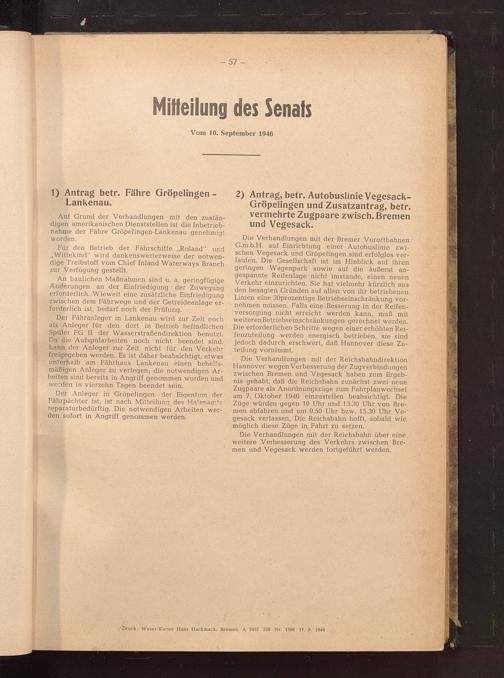 — 57 —
Mitteilung des Senats
Vom 10. September 1946
1) Antrag betr. Fähre Gröpelingen -
Lankenau.
Auf Grund der Verhandlungen mit den zustän-
digen amerikanischen Dienststellen ist die Inbetrieb-
nahme der Fähre Gröpelingen-Lankenau genehmigt
worden.
Für den Betrieb der Fährschiffe „Roland" und
„Wittekind" wird dankenswerterweise der notwen-
dige Treibstoff vom Chief Inland Waterways Branch
zur Verfügung gestellt.
An baulichen Maßnahmen sind u. a. geringfügige
Änderungen an der Einfriedigung der Zuwegung
erforderlich. Wieweit eine zusätzliche Einfriedigung
zwischen dem Fährwege und der Getreideanlage er-
forderlich ist, bedarf noch der Prüfung.
Der Fähranleger in Lankenau wird zur Zeit noch
als Anleger für den dort in Betrieb befindlichen
Spüler PG II der Wasserstraßendirektion benutzt.
Da die Aufspülarbeiten noch nicht beendet sind,
kann der Anleger zur Zeit nicht für den Verkehr
freigegeben werden. Es ist daher beabsichtigt, etwas
unterhalb am Fährhaus Lankenau einen behelfs-
mäßigen Anleger zu verlegen; die notwendigen Ar-
beiten sind bereits in Angriff genommen worden und
werden in vierzehn Tagen beendet sein.
Der Anleger in Gröpelingen, der Eigentum der
Fährpächter ist, ist nach Mitteilung des Hafenamts
reparaturbedürftig. Die notwendigen Arbeiten wer-
den sofort in Angriff genommen werden.
2) Antrag, betr. Autobuslinie Vegesack-
Gröpelingen und Zusatzantrag, betr.
vermehrte Zugpaare zwisch. Bremen
und Vegesack.
Die Verhandlungen mit der Bremer Vorortbahnen
G.m.b.H. auf Einrichtung einer Autobuslinie zwi-
schen Vegesack und Gröpelingen sind erfolglos ver-
laufen. Die Gesellschaft ist im Hinblick auf ihren
geringen Wagenpark sowie auf die äußerst an-
gespannte Reifenlage nicht imstande, einen neuen
Verkehr einzurichten. Sie hat vielmehr kürzlich aus
den besagten Gründen auf allen von ihr betriebenen
Linien eine 30prozentige Betriebseinschränkung vor-
nehmen müssen. Falls eine Besserung in der Reifen-
versorgung nicht erreicht werden kann, muß mit
weiteren Betriebseinschränkungen gerechnet werden.
Die erforderlichen Schritte wegen einer erhöhten Rei-
fenzuteilung werden energisch betrieben, sie sind
jedoch dadurch erschwert, daß Hannover diese Zu-
teilung vornimmt.
Die Verhandlungen mit der Reichsbahndirektion
Hannover wegen Verbesserung der Zugverbindungen
zwischen Bremen und Vegesack haben zum Ergeb-
nis gehabt, daß die Reichsbahn zunächst zwei neue
Zugpaare als Anordnungszüge zum Fahrplanwechsel
am 7. Oktober 1946 einzustellen beabsichtigt. Die
Züge würden gegen 10 Uhr und 13.30 Uhr von Bre-
men abfahren und um 9.50 Uhr bzw. 15.30 Uhr Ve-
gesack verlassen. Die Reichsbahn hofft, sobald wie
möglich diese Züge in Fahrt zu setzen.
Die Verhandlungen mit der Reichsbahn über eine
weitere Verbesserung des Verkehrs zwischen Bre-
men und Vegesack werden fortgeführt werden.
Druck: Weser-Kurier Hans Hackmack, Bremen.